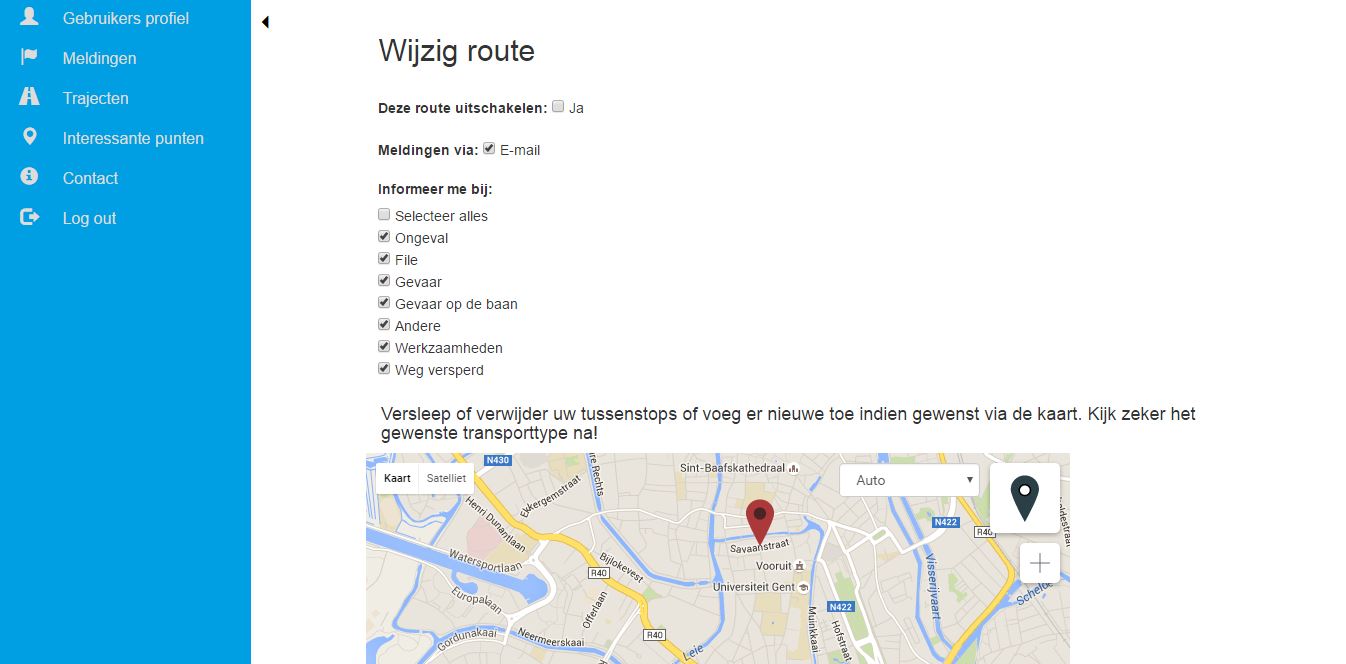 Gebruikers profiel
Meldingen
Trajecten
Interessante punten
Contact
Log out
Wijzig route
Deze route uitschakelen: Ja
Meldingen via: E-mail
Informeer me bij:
Selecteer alles
Ongeval
File
Gevaar
Gevaar op de baan
Andere
Werkzaamheden
Weg versperd
Versleep of verwijder uw tussenstops of voeg er nieuwe toe indien gewenst via de kaart. Kijk zeker het
gewenste transporttype na!
N430
Sint-Baafskathedraal
Kaart Satelliet
Auto
Ekkergemstraat
Henri Dunantlaan
N422
R40
Savaanstraat
Watersportlaan
Bijlokevest
Vooruit
R40
Universiteit Gent
Visserijvaart
Schelde
Europalaan
Offerlaan
N422
Muinkkaai
Hofstraat
Gordunakaai
Neermeerskaai
R40
Leie